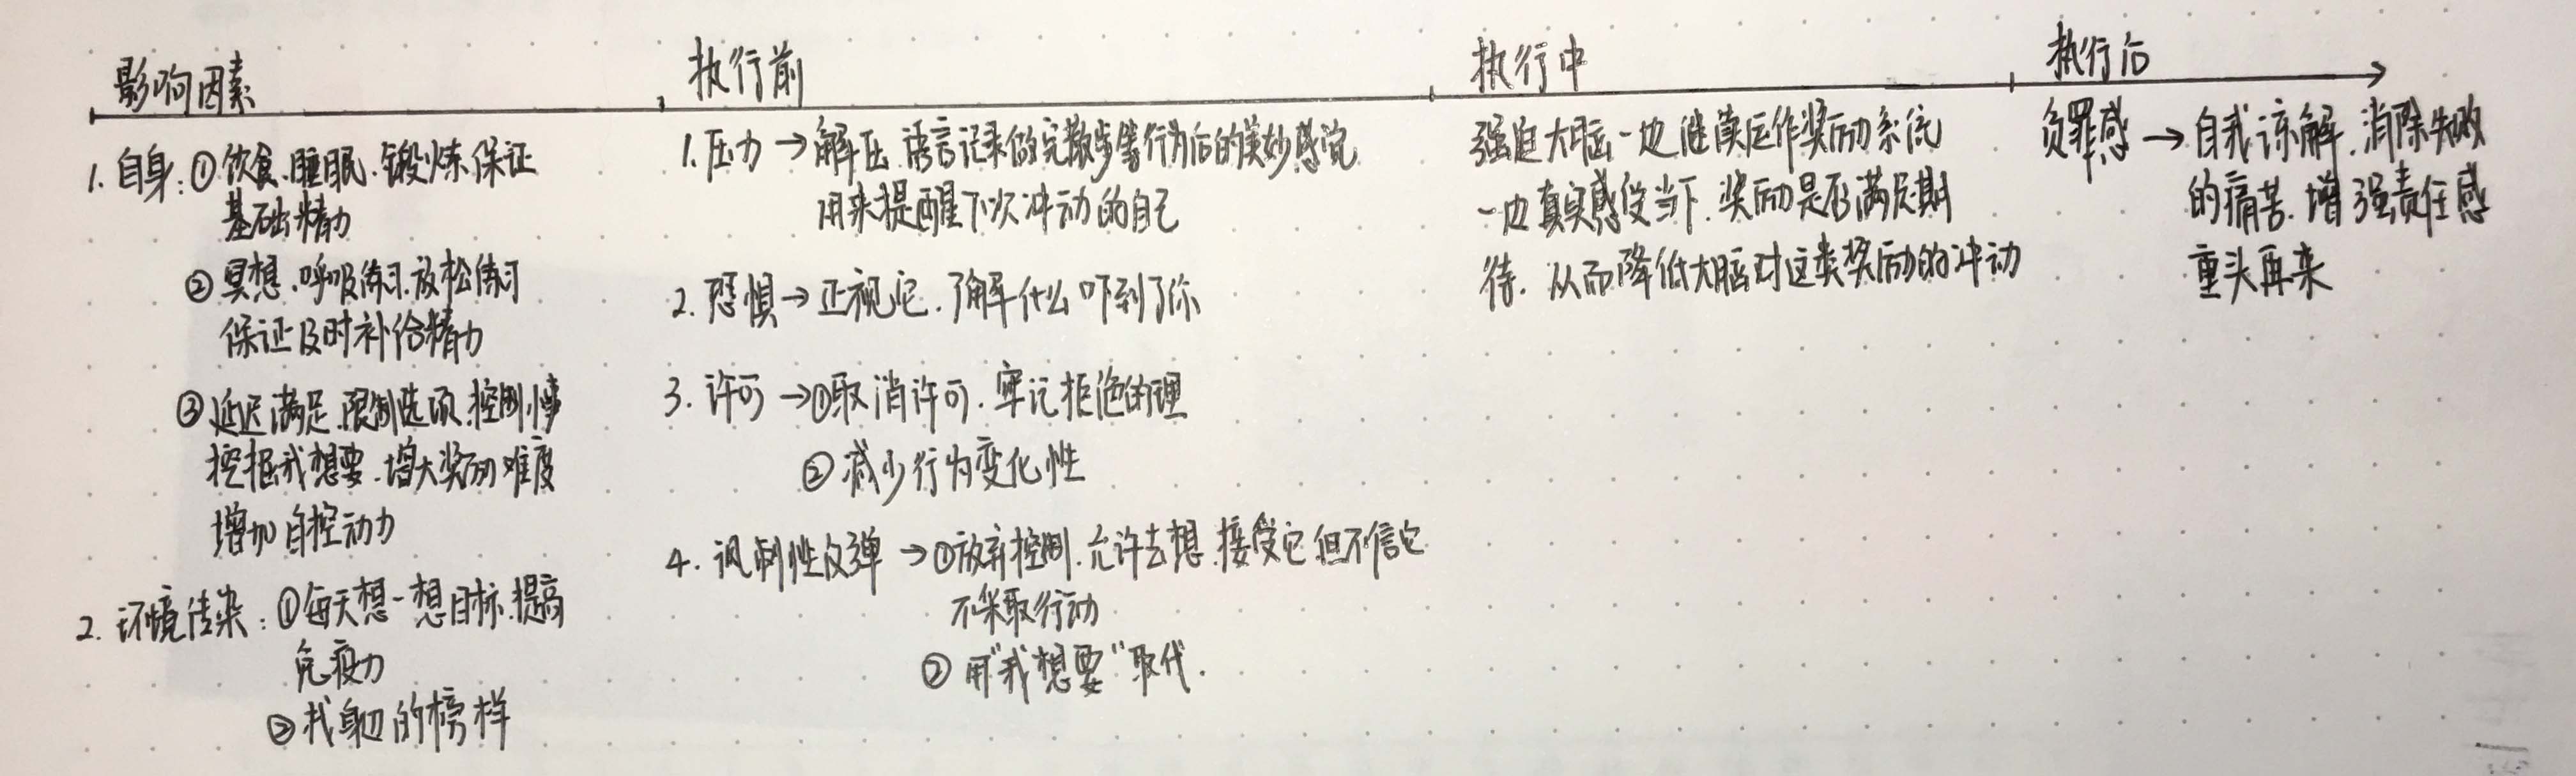 影响因素
1. 自身：①饮食、睡眠、锻炼、保证
基础精力
②冥想、呼吸练习、放松练习
保证及时补给精力
③延迟满足、限制选项、控制
挖掘我想要、增大奖励难度
增加自控动力
2. 环境传染：①每天想一想目标、提高
免疫力
②找身边的榜样
执行前
1. 压力→解压、语言记录做完散步等行为后的美妙感觉
用来提醒下次冲动的自己
2. 恐惧→正视它、了解什么吓到了你
3. 许可→①取消许可、牢记拒绝的理
②减少行为变化性
4. 讽刺性反弹→①放弃控制、允许去想、接受它但不信它
不采取行动
②用"我想要"取代.
执行中
强迫大脑一边继续运作奖励系统
一边真实感受当下、奖励是否满足期
待、从而降低大脑对这类奖励的冲动
执行后
负罪感→自我谅解、消除失败
的痛苦、增强责任感
重头再来